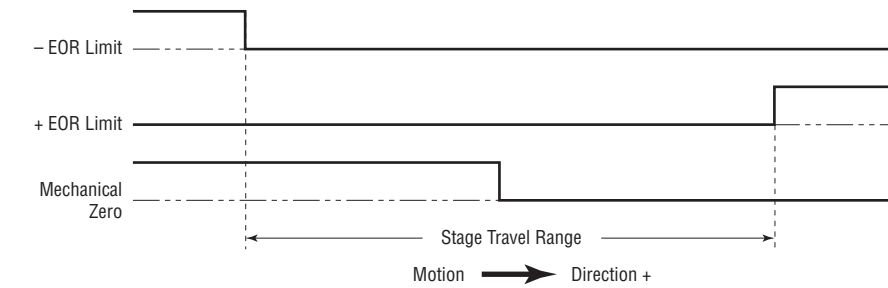 – EOR Limit
+ EOR Limit
Mechanical
Zero
Stage Travel Range
Motion
Direction +